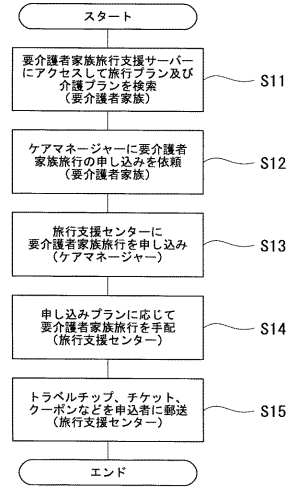 スタート
要介護者家族旅行支援サーバー
にアクセスして旅行プラン及び
介護プランを検索
(要介護者家族)
S11
ケアマネージャーに要介護者
家族旅行の申し込みを依頼
(要介護者家族)
S12
旅行支援センターに
要介護者家族旅行を申し込み
(ケアマネージャー)
S13
申し込みプランに応じて
要介護者家族旅行を手配
(旅行支援センター)
S14
トラベルチップ、チケット、
クーポンなどを申込者に郵送
(旅行支援センター)
S15
エンド